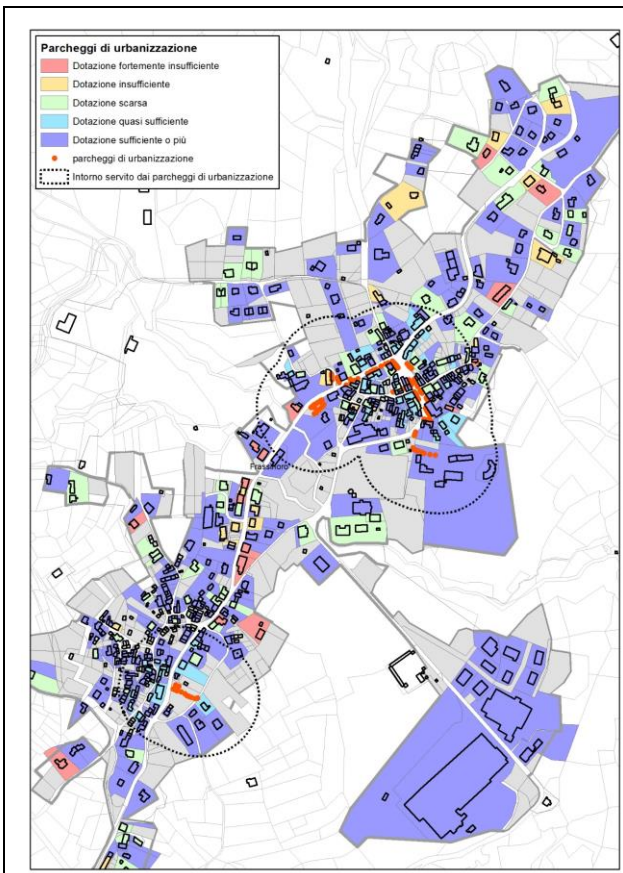 Parcheggi di urbanizzazione
Dotazione fortemente insufficiente
Dotazione insufficiente
Dotazione scarsa
Dotazione quasi sufficiente
Dotazione sufficiente o più
parcheggi di urbanizzazione
Intorno servito dai parcheggi di urbanizzazione
Frassinoro